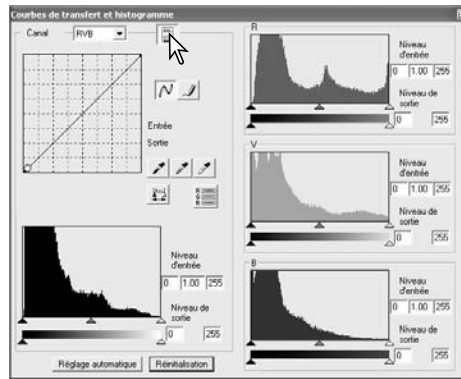 Courbes de transfert et histogramme
Canal
RVB
Entrée
Sortie
Niveau
d'entrée
0 1.00 255
Niveau de
sortie
0 255
Réglage automatique
Réinitialisation
R
Niveau
d'entrée
0 1.00 255
Niveau de
sortie
0 255
V
Niveau
d'entrée
0 1.00 255
Niveau de
sortie
0 255
B
Niveau
d'entrée
0 1.00 255
Niveau de
sortie
0 255